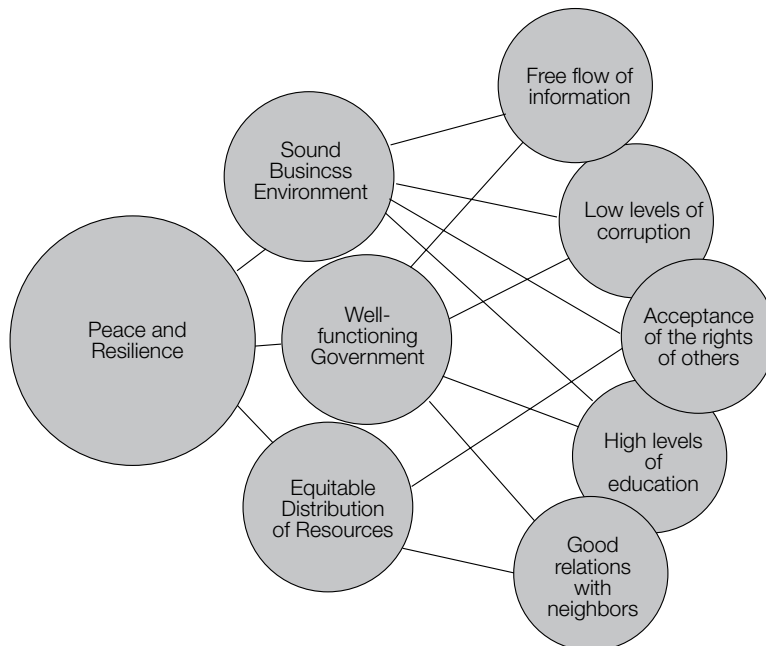 Peace and
Resilience
Sound
Busincss
Environment
Well-
functioning
Government
Equitable
Distribution
of Resources
Free flow of
information
Low levels of
corruption
Acceptance
of the rights
of others
High levels
of
education
Good
relations
with
neighbors